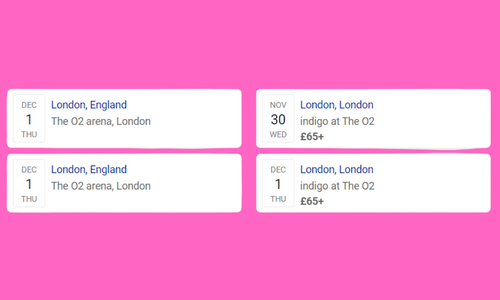 DEC
1
THU
London, England
The O2 arena, London
NOV
30
WED
London, London
indigo at The O2
£65+
DEC
1
THU
London, England
The O2 arena, London
DEC
1
THU
London, London
indigo at The O2
£65+